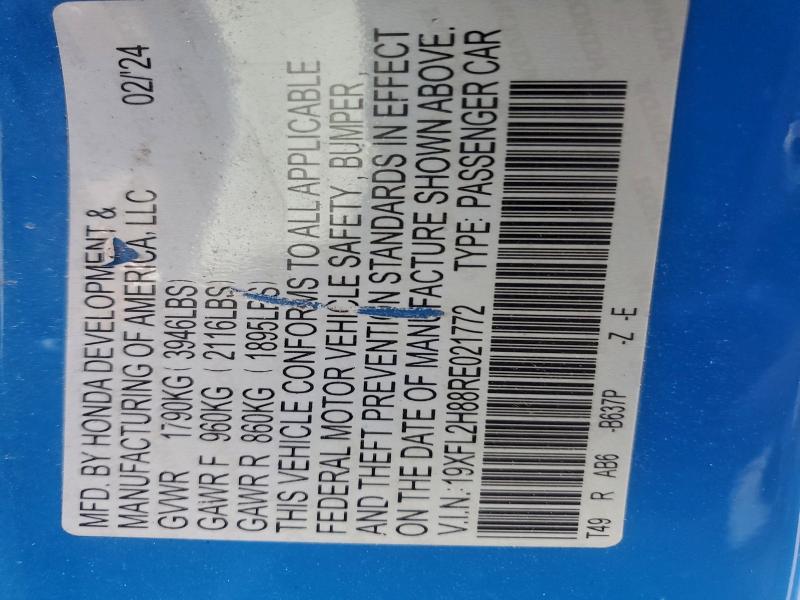 MFD. BY HONDA DEVELOPMENT &
MANUFACTURING OF AMERICA, LLC 02/'24
GVWR 1790KG (3946LBS)
GAWR F 960KG (2116LBS)
GAWR R 860KG (1895LBS)
THIS VEHICLE CONFORMS TO ALL APPLICABLE
FEDERAL MOTOR VEHICLE SAFETY, BUMPER,
AND THEFT PREVENTION STANDARDS IN EFFECT
ON THE DATE OF MANUFACTURE SHOWN ABOVE.
V.I.N.: 19XFL2H88RE021772 TYPE: PASSENGER CAR
T49 R AB6 -B637P -Z -E